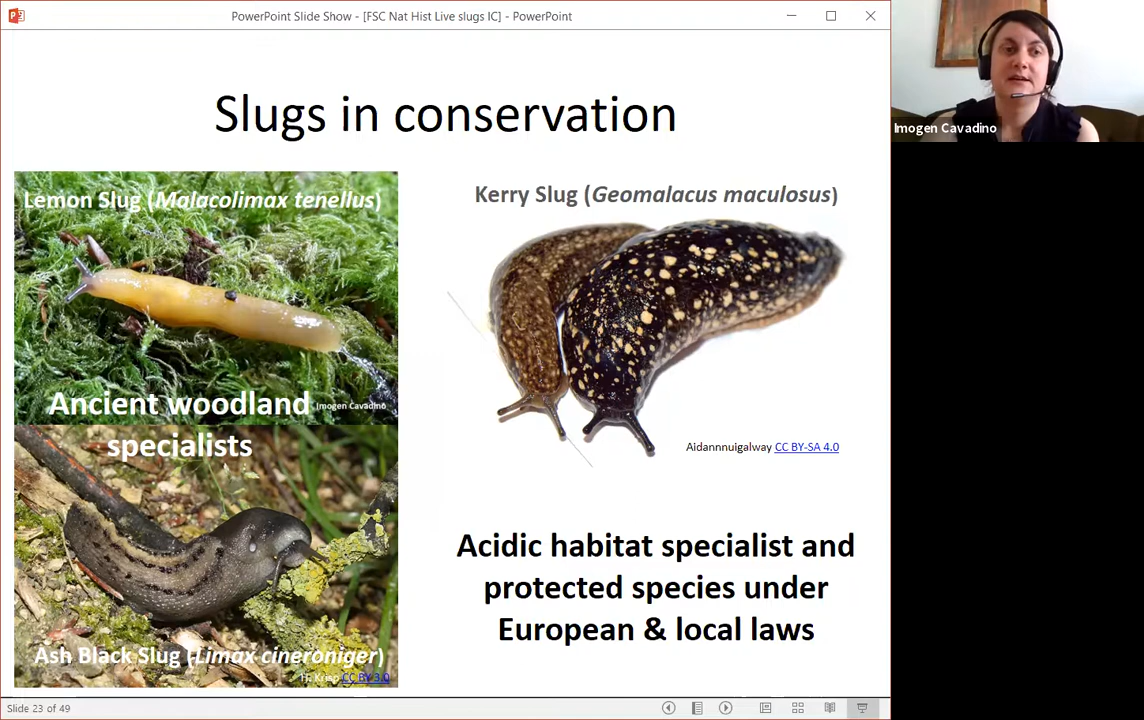 PowerPoint Slide Show - [FSC Nat Hist Live slugs IC] - PowerPoint
Imogen Cavadino
Slugs in conservation
Lemon Slug (Malacolimax tenellus)
Ancient woodland
Imogen Cavadino
specialists
Ash Black Slug (Limax cineroniger)
H. Krisp CC BY 3.0
Kerry Slug (Geomalacus maculosus)
Aidannnuigalway CC BY-SA 4.0
Acidic habitat specialist and
protected species under
European & local laws
Slide 23 of 49